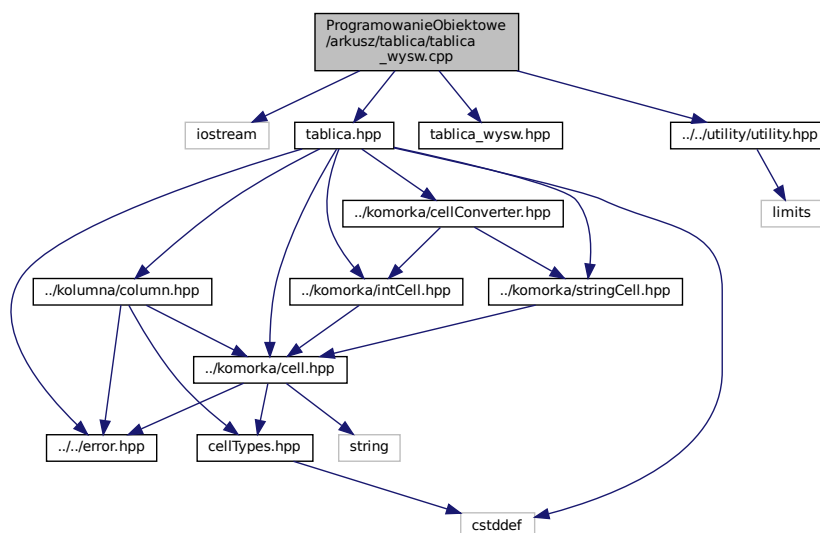 ProgramowanieObiektowe
/arkusz/tablica/tablica
_wysw.cpp
iostream
tablica.hpp
tablica_wysw.hpp
../../utility/utility.hpp
limits
../komorka/cellConverter.hpp
../kolumna/column.hpp
../komorka/intCell.hpp
../komorka/stringCell.hpp
../komorka/cell.hpp
../../error.hpp
cellTypes.hpp
string
cstddef